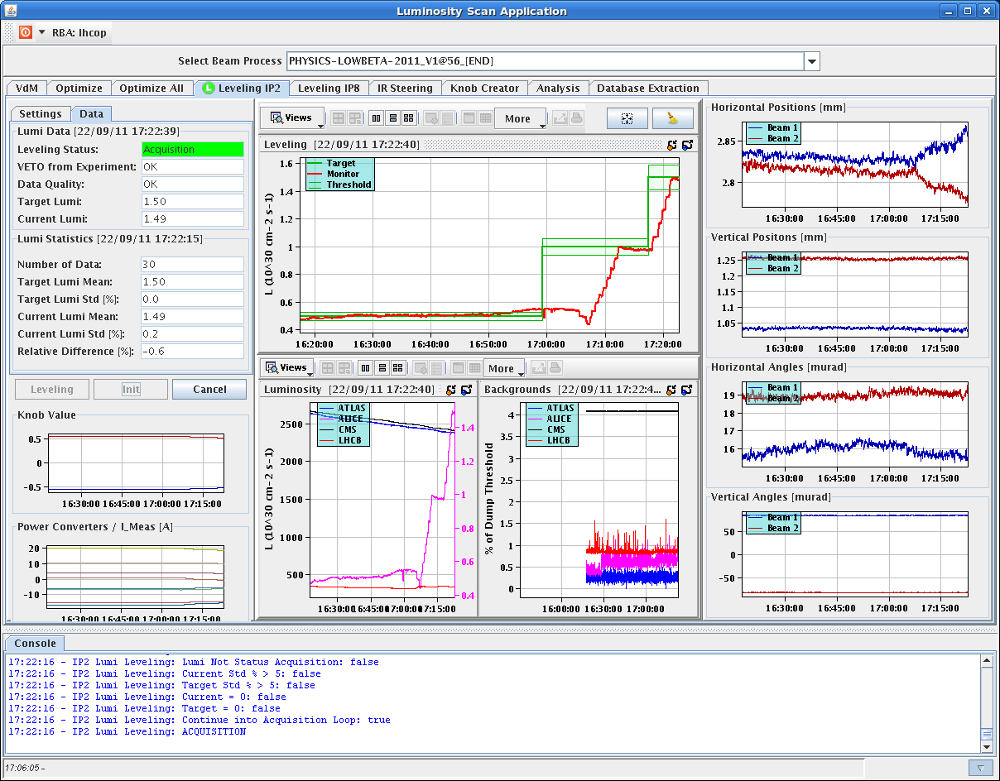 Luminosity Scan Application
RBA: lhcop
Select Beam Process PHYSICS-LOWBETA-2011_V1@56_[END]
VdM Optimize Optimize All Leveling IP2 Leveling IP8 IR Steering Knob Creator Analysis Database Extraction
Settings Data
Lumi Data [22/09/11 17:22:39]
Leveling Status: Acquisition
VETO from Experiment: OK
Data Quality: OK
Target Lumi: 1.50
Current Lumi: 1.49
Lumi Statistics [22/09/11 17:22:15]
Number of Data: 30
Target Lumi Mean: 1.50
Target Lumi Std [%]: 0.0
Current Lumi Mean: 1.49
Current Lumi Std [%]: 0.2
Relative Difference [%]: -0.6
Leveling Init Cancel
Knob Value
0.5
0
-0.5
16:30:00 16:45:00 17:00:00 17:15:00
Power Converters / I_Meas [A]
20
10
0
-10
16:30:00 16:45:00 17:00:00 17:15:00
Views More
Leveling [22/09/11 17:22:40]
Target
Monitor
Threshold
L (10^30 cm-2 s-1)
1.6
1.4
1.2
1
0.8
0.6
0.4
16:20:00 16:30:00 16:40:00 16:50:00 17:00:00 17:10:00 17:20:00
Views More
Luminosity [22/09/11 17:22:40]
ATLAS
ALICE
CMS
LHCB
L (10^30 cm-2 s-1)
2500
2000
1500
1000
500
1.4
1.2
1
0.8
0.6
0.4
16:30:00 16:45:00 17:00:00 17:15:00
Backgrounds [22/09/11 17:22:4...
ATLAS
ALICE
CMS
LHCB
% of Dump Threshold
4
3.5
3
2.5
2
1.5
1
0.5
0
16:00:00 16:30:00 17:00:00
Horizontal Positions [mm]
Beam 1
Beam 2
2.85
2.8
16:30:00 16:45:00 17:00:00 17:15:00
Vertical Positons [mm]
Beam 1
Beam 2
1.25
1.2
1.15
1.1
1.05
16:30:00 16:45:00 17:00:00 17:15:00
Horizontal Angles [murad]
Beam 1
Beam 2
19
18
17
16
16:30:00 16:45:00 17:00:00 17:15:00
Vertical Angles [murad]
Beam 1
Beam 2
50
0
-50
16:30:00 16:45:00 17:00:00 17:15:00
Console
17:22:16 - IP2 Lumi Leveling: Lumi Not Status Acquisition: false
17:22:16 - IP2 Lumi Leveling: Current Std % > 5: false
17:22:16 - IP2 Lumi Leveling: Target Std % > 5: false
17:22:16 - IP2 Lumi Leveling: Current = 0: false
17:22:16 - IP2 Lumi Leveling: Target = 0: false
17:22:16 - IP2 Lumi Leveling: Continue into Acquisition Loop: true
17:22:16 - IP2 Lumi Leveling: ACQUISITION
17:06:05 -